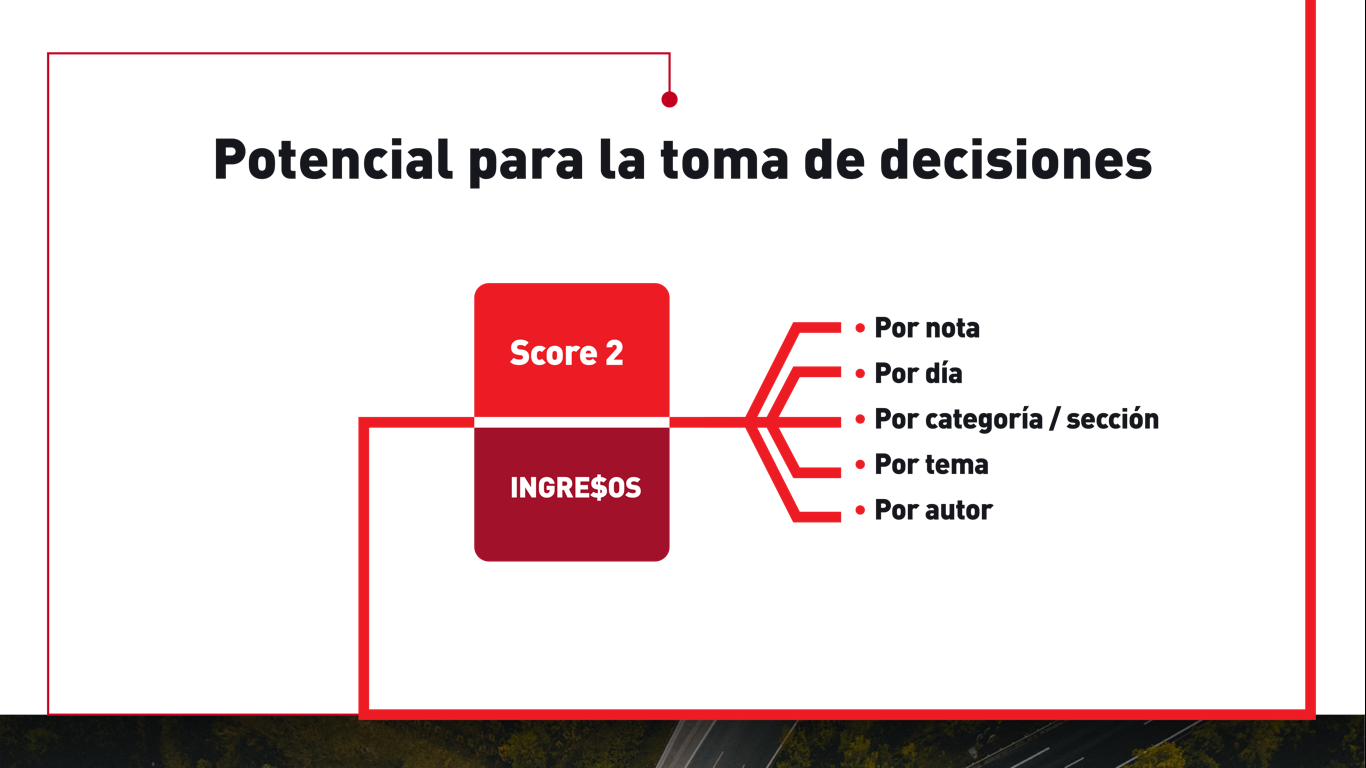 Potencial para la toma de decisiones
Score 2
INGRE$OS
• Por nota
• Por día
• Por categoría / sección
• Por tema
• Por autor